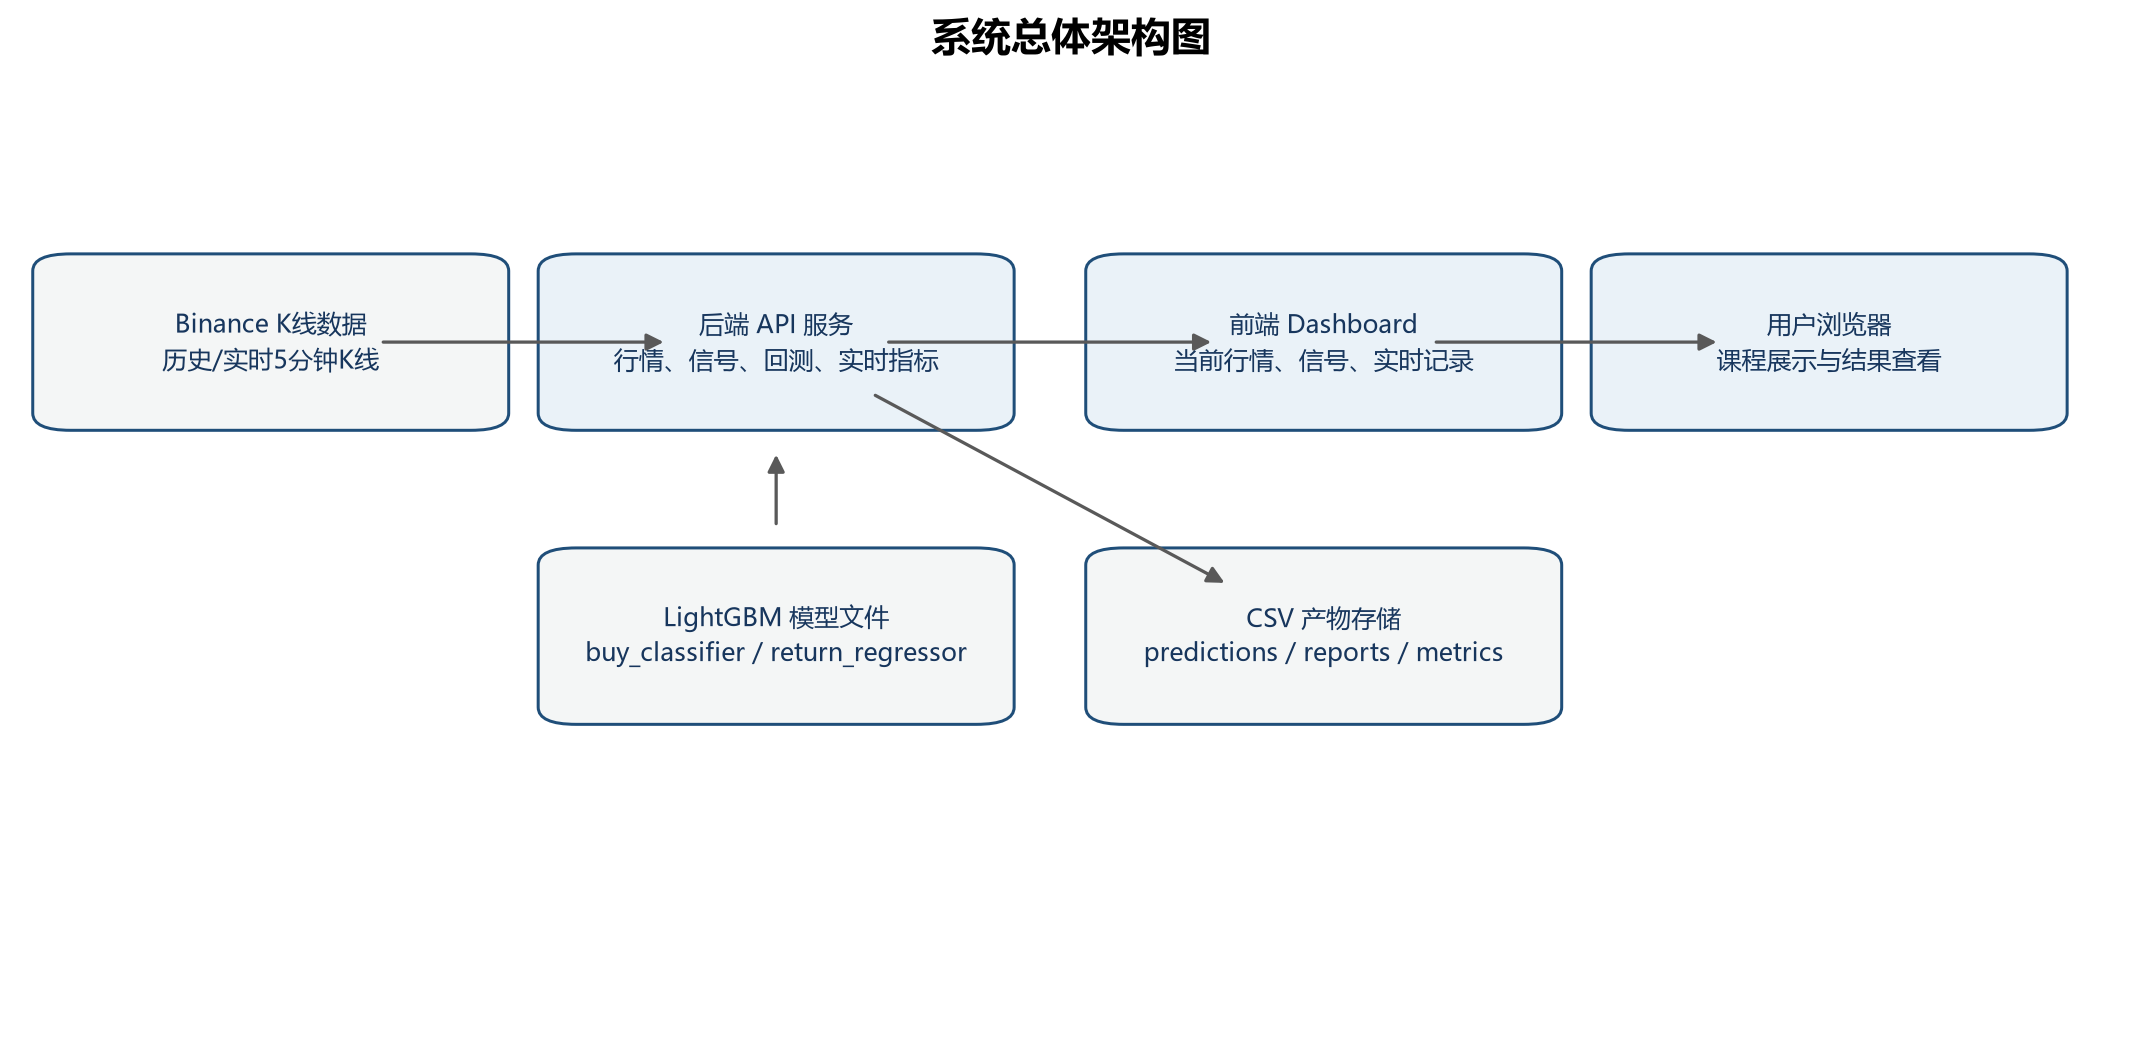 系统总体架构图
Binance K线数据
历史/实时5分钟K线
后端 API 服务
行情、信号、回测、实时指标
前端 Dashboard
当前行情、信号、实时记录
用户浏览器
课程展示与结果查看
LightGBM 模型文件
buy_classifier / return_regressor
CSV 产物存储
predictions / reports / metrics